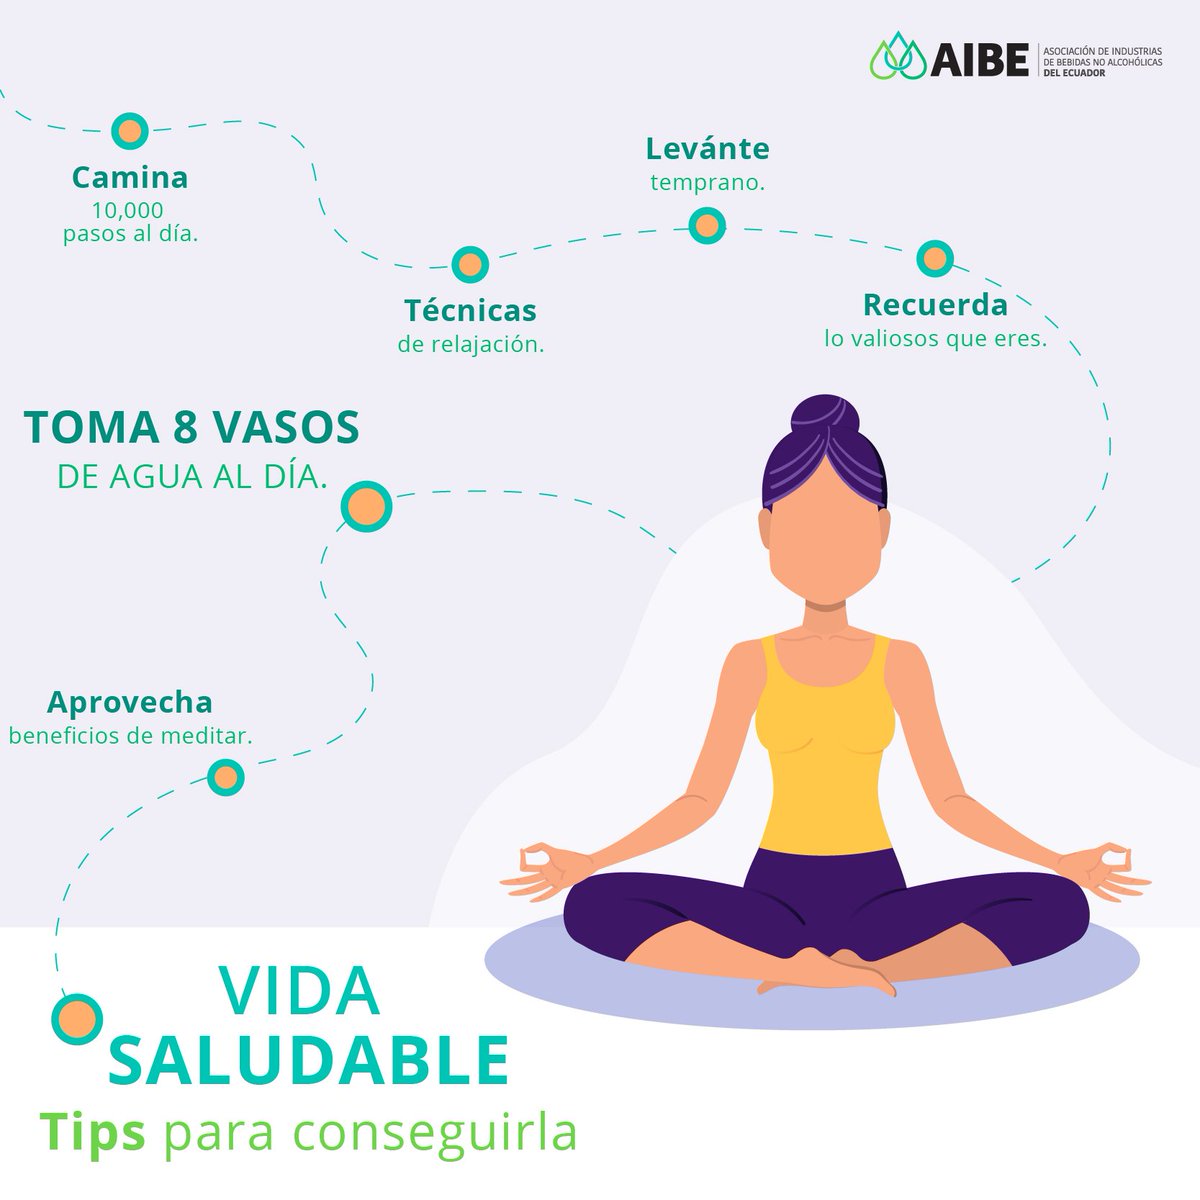 AIBE
ASOCIACIÓN DE INDUSTRIAS
DE BEBIDAS NO ALCOHÓLICAS
DEL ECUADOR
Camina
10,000
pasos al día.
Técnicas
de relajación.
Levánte
temprano.
Recuerda
lo valiosos que eres.
TOMA 8 VASOS
DE AGUA AL DÍA.
Aprovecha
beneficios de meditar.
VIDA
SALUDABLE
Tips para conseguirla